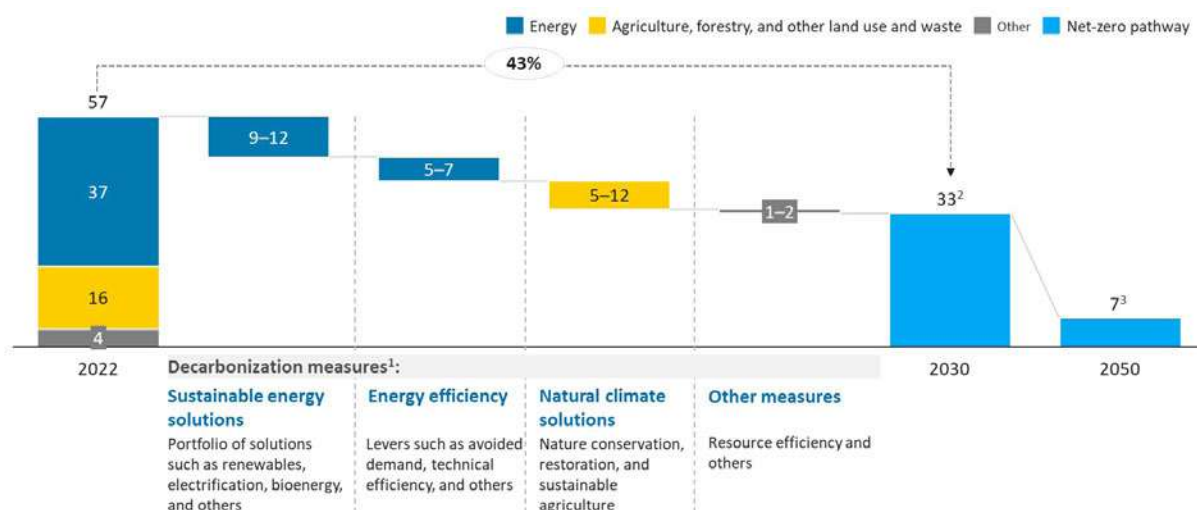 Energy Agriculture, forestry, and other land use and waste Other Net-zero pathway
43%
57
37
16
4
9–12
5–7
5–12
1–2
33²
7³
2022 Decarbonization measures¹: 2030 2050
Sustainable energy
solutions
Portfolio of solutions
such as renewables,
electrification, bioenergy,
and others
Energy efficiency
Levers such as avoided
demand, technical
efficiency, and others
Natural climate
solutions
Nature conservation,
restoration, and
sustainable
agriculture
Other measures
Resource efficiency and
others